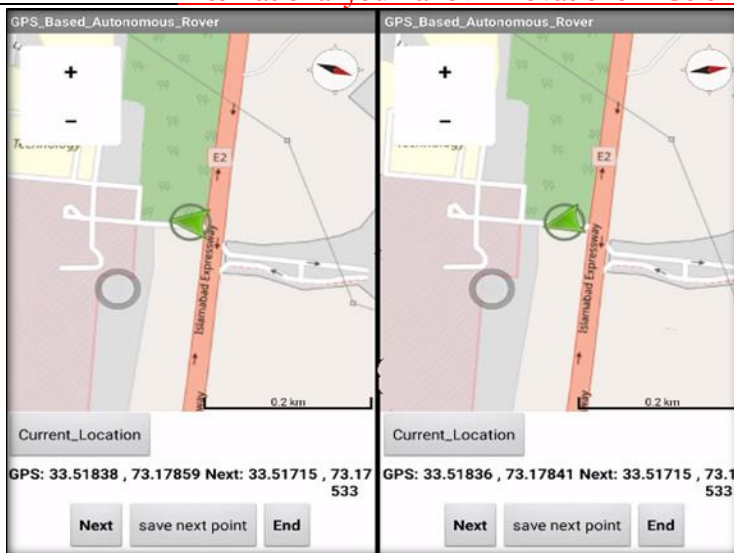 GPS_Based_Autonomous_Rover
+
−
E2
Islamabad Expressway
way
0.2 km
Current_Location
GPS: 33.51838 , 73.17859 Next: 33.51715 , 73.17
533
Next save next point End
GPS_Based_Autonomous_Rover
+
−
E2
Islamabad Expressway
way
0.2 km
Current_Location
GPS: 33.51836 , 73.17841 Next: 33.51715 , 73.1
533
Next save next point End